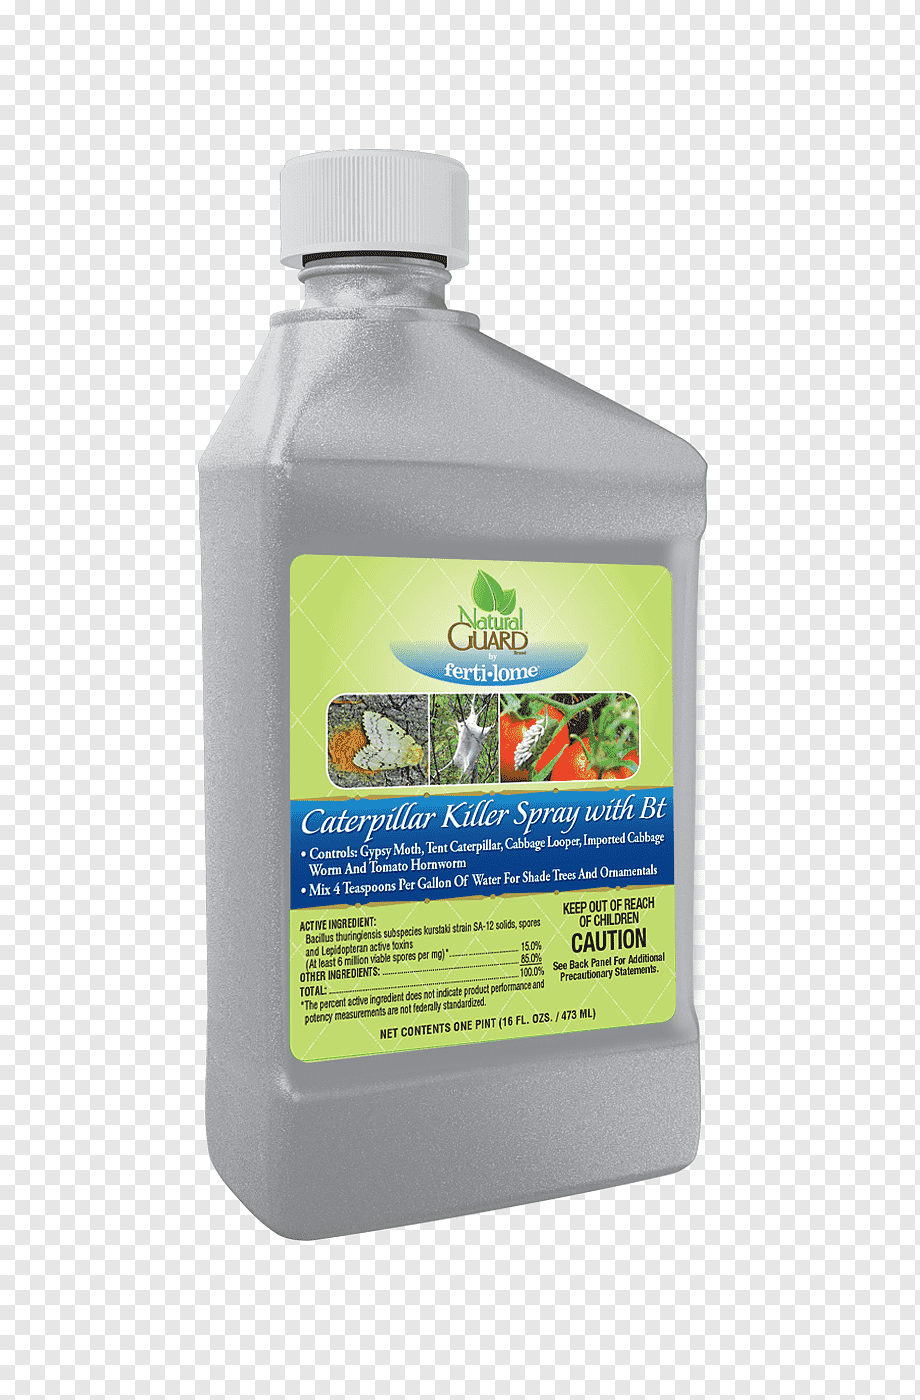 Natural
GUARD®
Brand
by
ferti·lome®
Caterpillar Killer Spray with Bt
• Controls: Gypsy Moth, Tent Caterpillar, Cabbage Looper, Imported Cabbage
Worm And Tomato Hornworm
• Mix 4 Teaspoons Per Gallon Of Water For Shade Trees And Ornamentals
ACTIVE INGREDIENT:
Bacillus thuringiensis subspecies kurstaki strain SA-12 solids, spores
and Lepidopteran active toxins
(At least 6 million viable spores per mg)*.......... 15.0%
OTHER INGREDIENTS: .......... 85.0%
TOTAL: .......... 100.0%
*The percent active ingredient does not indicate product performance and
potency measurements are not federally standardized.
KEEP OUT OF REACH
OF CHILDREN
CAUTION
See Back Panel For Additional
Precautionary Statements.
NET CONTENTS ONE PINT (16 FL. OZS. / 473 ML)